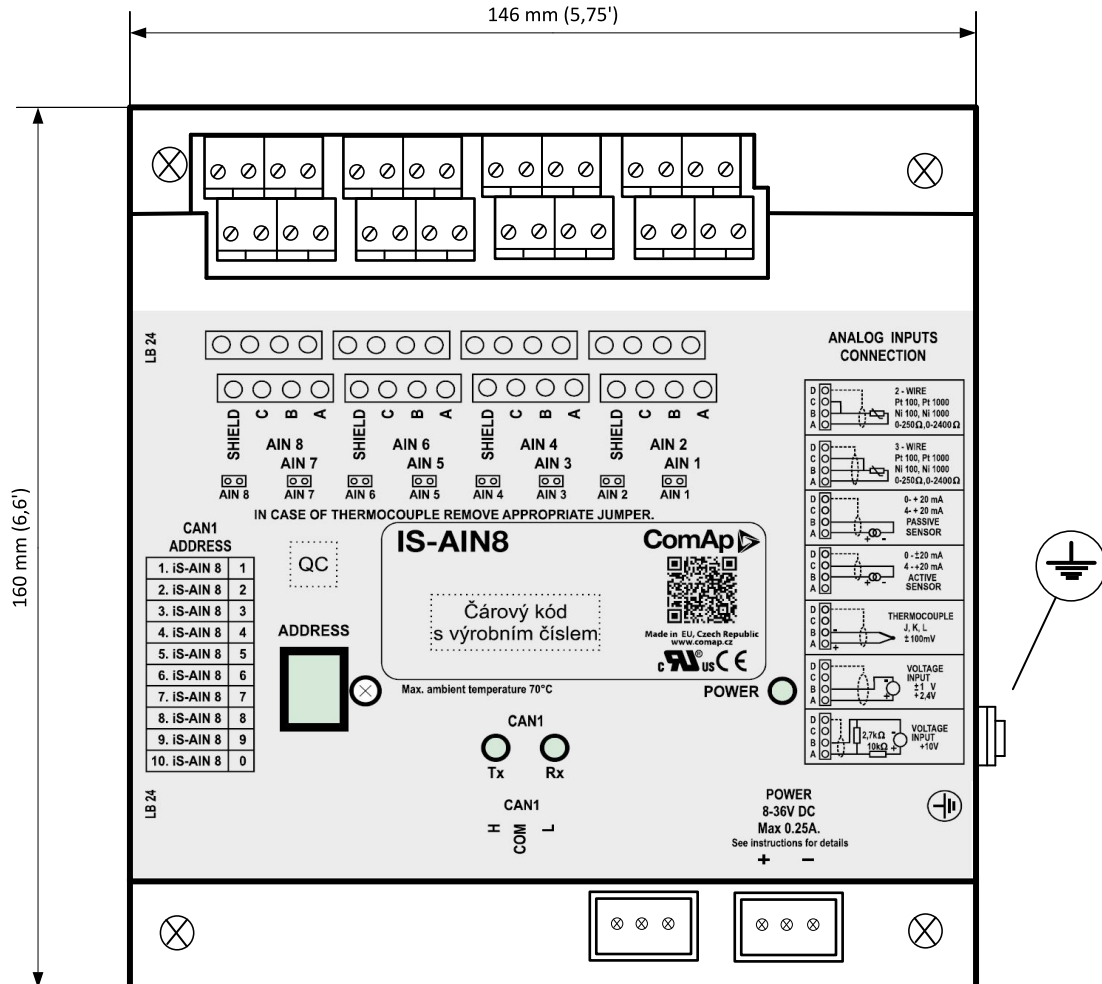 146 mm (5,75')
160 mm (6,6')
LB 24
SHIELD C B A SHIELD C B A SHIELD C B A SHIELD C B A
AIN 8 AIN 6 AIN 4 AIN 2
AIN 7 AIN 5 AIN 3 AIN 1
AIN 8 AIN 7 AIN 6 AIN 5 AIN 4 AIN 3 AIN 2 AIN 1
IN CASE OF THERMOCOUPLE REMOVE APPROPRIATE JUMPER.
CAN1
ADDRESS
1. iS-AIN 8 1
2. iS-AIN 8 2
3. iS-AIN 8 3
4. iS-AIN 8 4
5. iS-AIN 8 5
6. iS-AIN 8 6
7. iS-AIN 8 7
8. iS-AIN 8 8
9. iS-AIN 8 9
10. iS-AIN 8 0
LB 24
QC
ADDRESS
IS-AIN8
ComAp
Čárový kód
s výrobním číslem
Made in EU, Czech Republic
www.comap.cz
c RU ® US CE
Max. ambient temperature 70°C
POWER
CAN1
Tx Rx
CAN1
H COM L
ANALOG INPUTS
CONNECTION
D
C
B
A
2 - WIRE
Pt 100, Pt 1000
Ni 100, Ni 1000
0-250Ω,0-2400Ω
D
C
B
A
3 - WIRE
Pt 100, Pt 1000
Ni 100, Ni 1000
0-250Ω,0-2400Ω
D
C
B
A
+ -
0- + 20 mA
4- + 20 mA
PASSIVE
SENSOR
D
C
B
A
+ -
0 - ±20 mA
4 - +20 mA
ACTIVE
SENSOR
D
C
B
A
-
+
THERMOCOUPLE
J, K, L
± 100mV
D
C
B
A
-
+
VOLTAGE
INPUT
±1 V
+2,4V
D
C
B
A
2,7kΩ
10kΩ
-
+
VOLTAGE
INPUT
+10V
POWER
8-36V DC
Max 0.25A.
See instructions for details
+ -